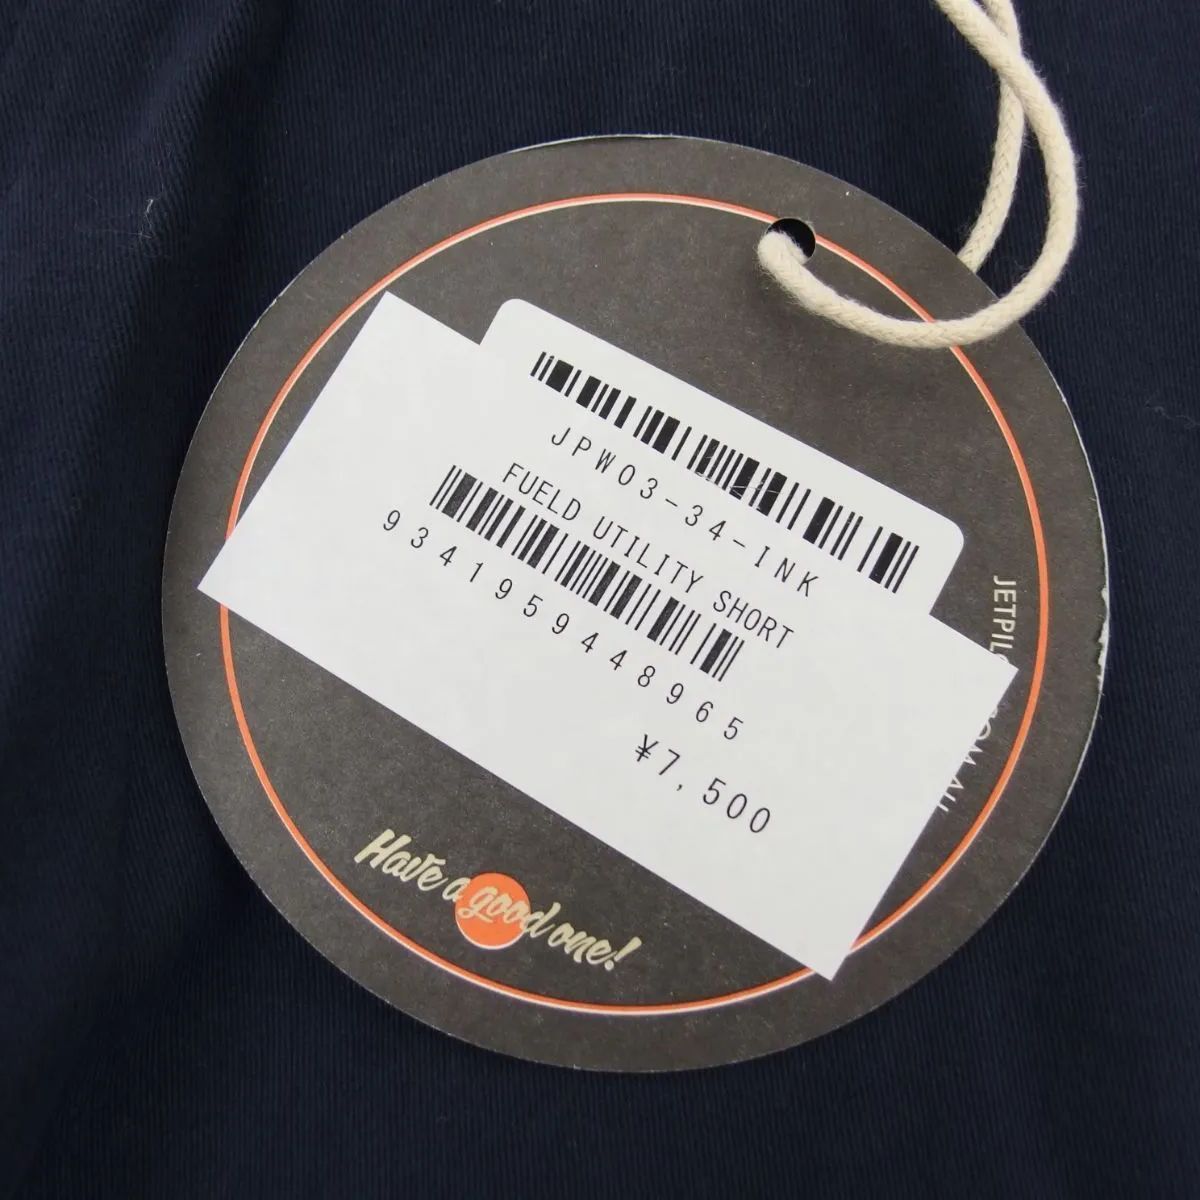 JPW03-34-INK
FUELD UTILITY SHORT
9341959448965
¥7,500
Have a good one!